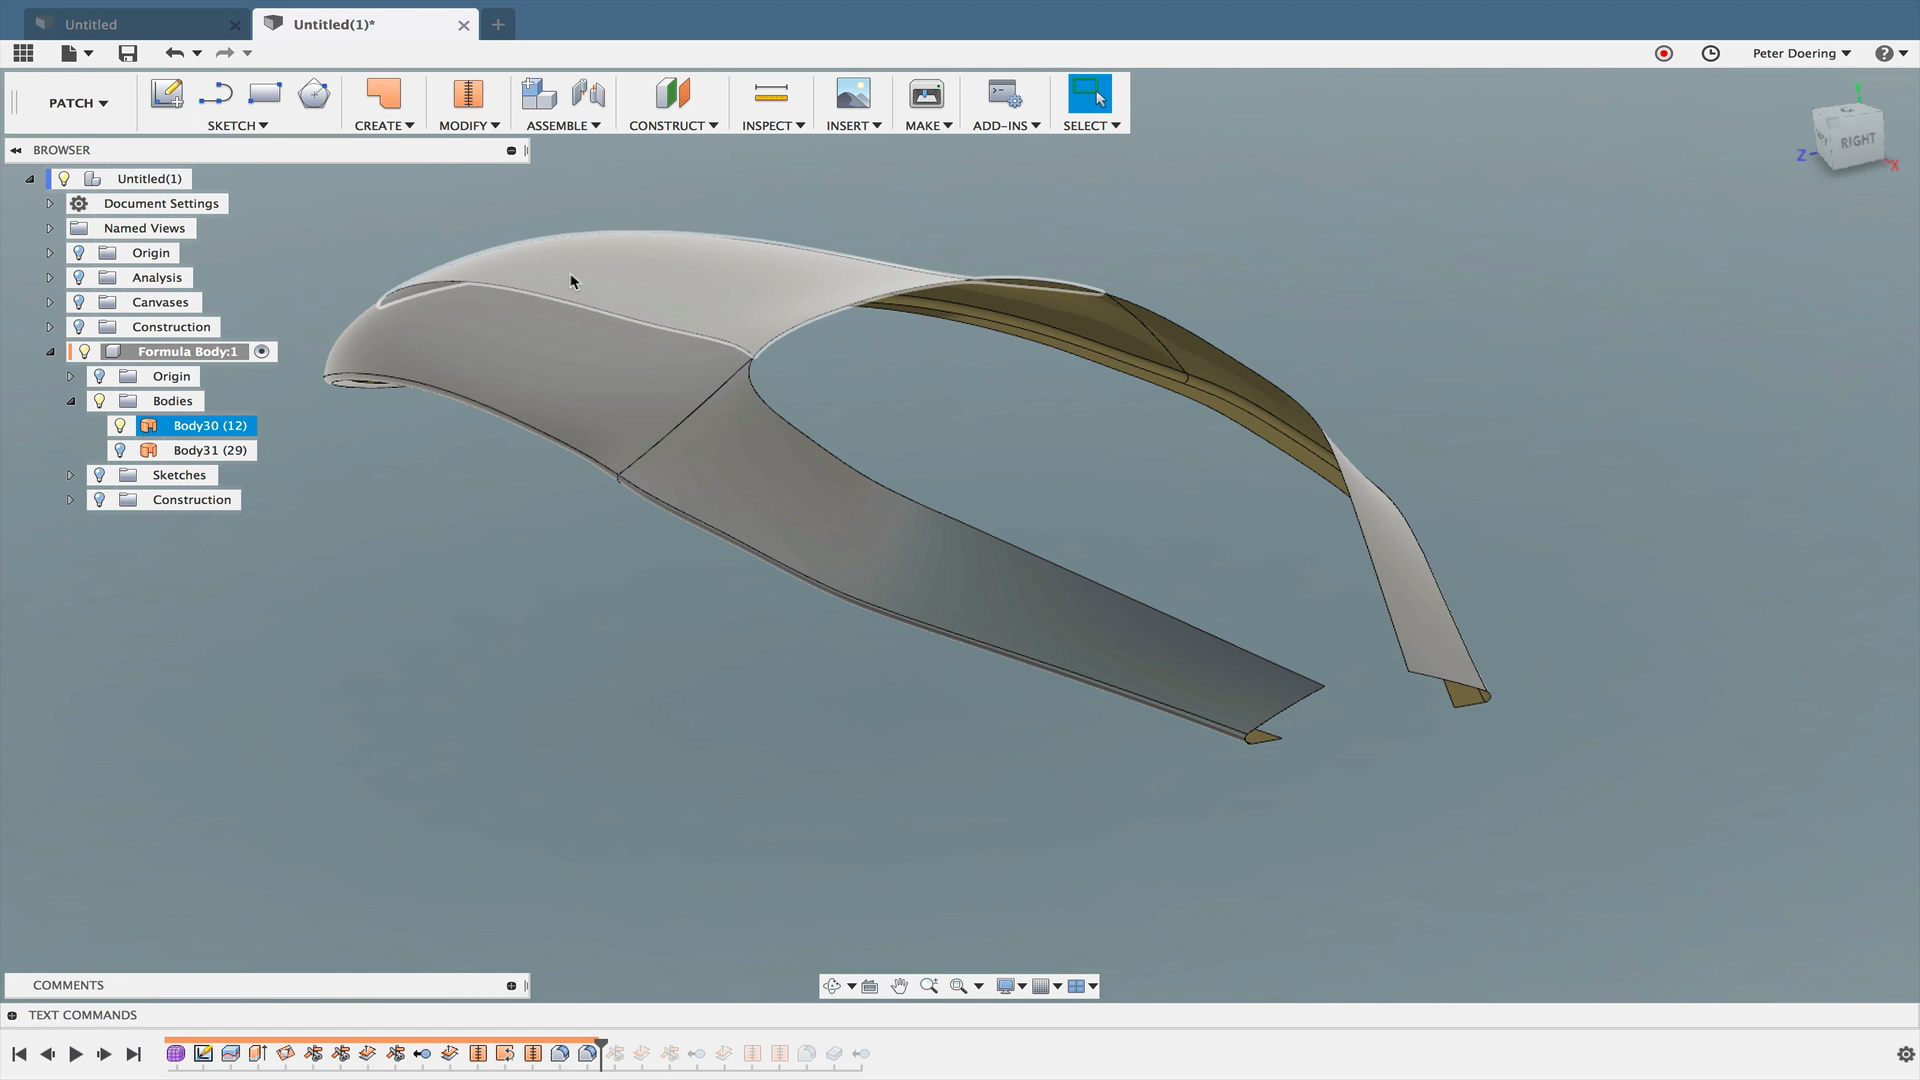 Untitled
Untitled(1)*
Peter Doering
PATCH
SKETCH
CREATE
MODIFY
ASSEMBLE
CONSTRUCT
INSPECT
INSERT
MAKE
ADD-INS
SELECT
BROWSER
Untitled(1)
Document Settings
Named Views
Origin
Analysis
Canvases
Construction
Formula Body:1
Origin
Bodies
Body30 (12)
Body31 (29)
Sketches
Construction
Y
RIGHT
Z
X
COMMENTS
TEXT COMMANDS